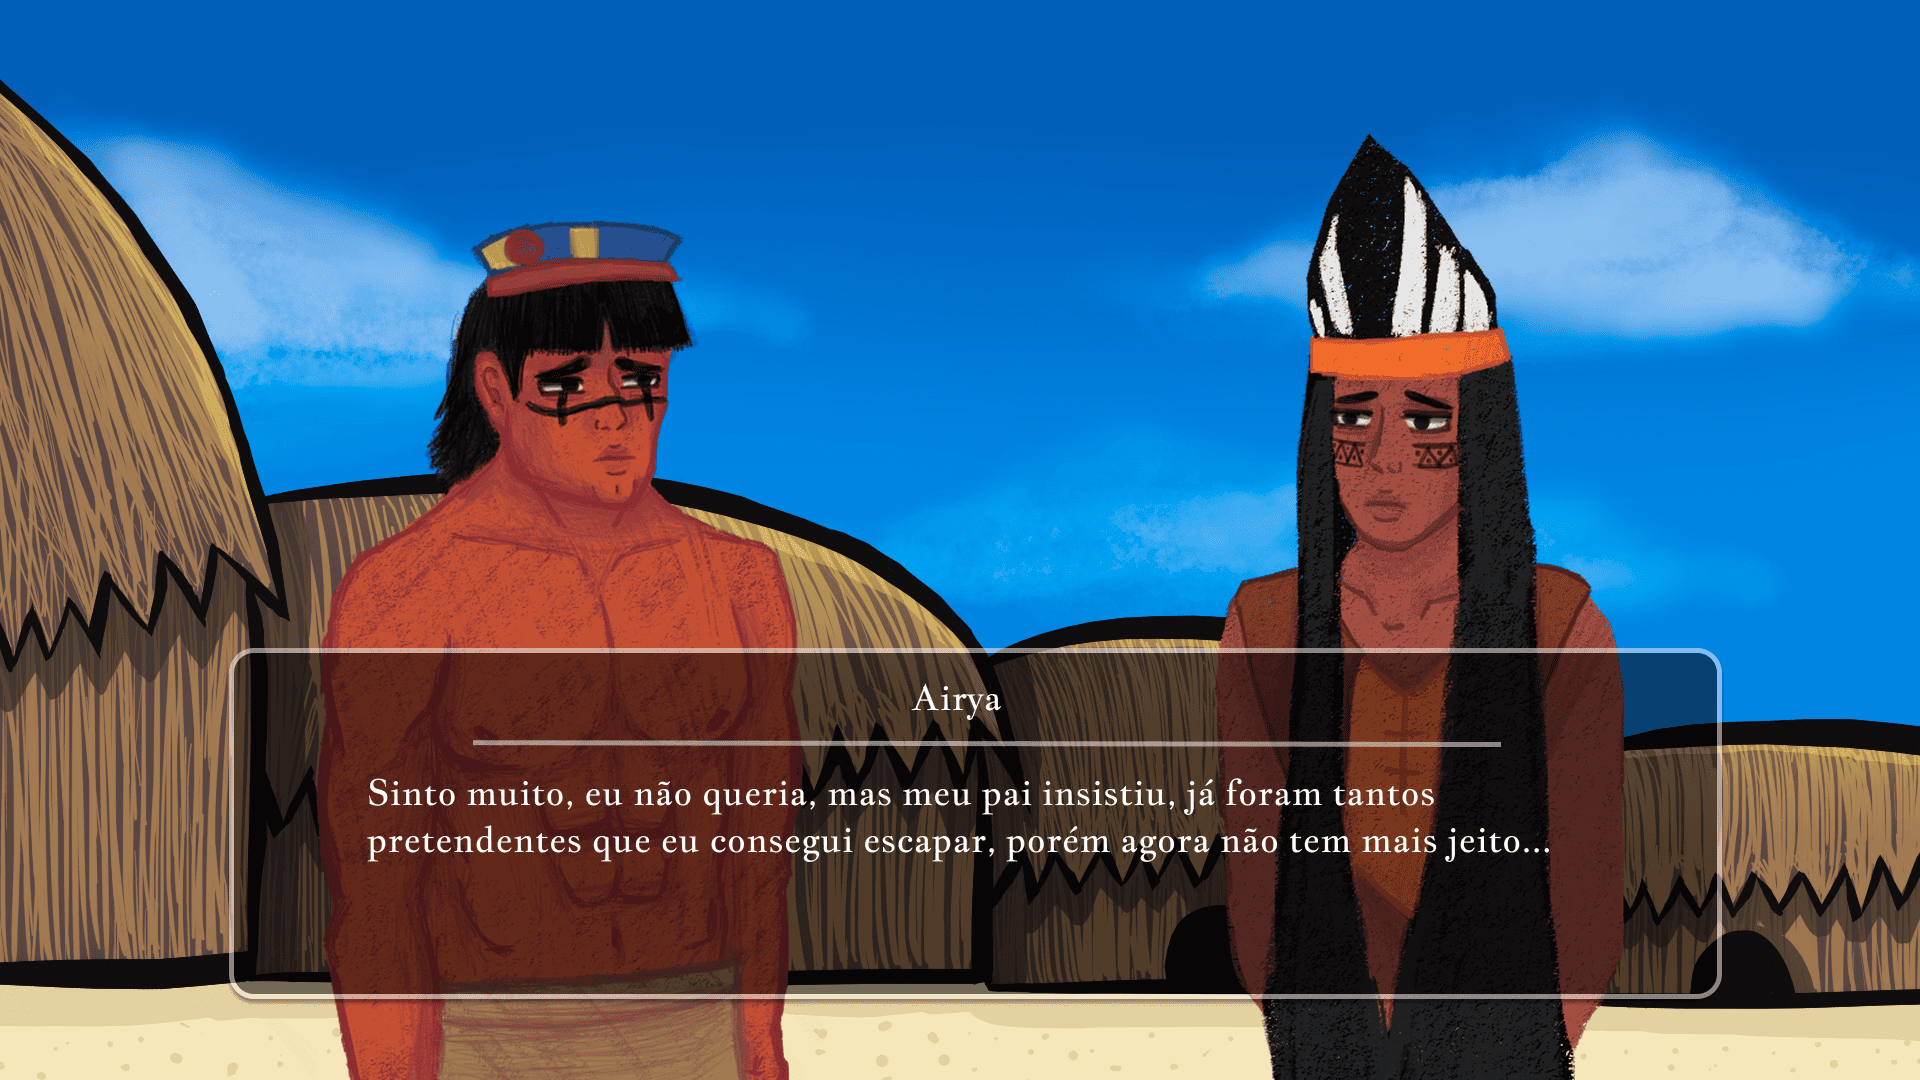 Airya
Sinto muito, eu não queria, mas meu pai insistiu, já foram tantos
pretendentes que eu consegui escapar, porém agora não tem mais jeito...